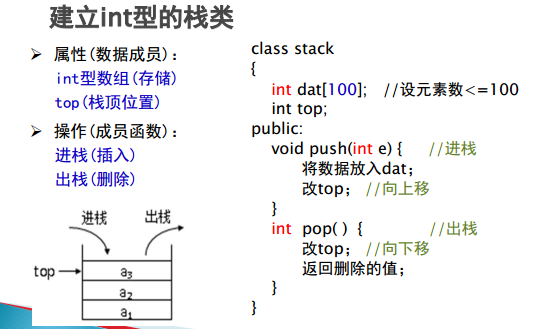 建立int型的栈类
➢ 属性(数据成员)：
int型数组(存储)
top(栈顶位置)
➢ 操作(成员函数)：
进栈(插入)
出栈(删除)
进栈 出栈
top
a3
a2
a1
class stack
{
int dat[100]; //设元素数<=100
int top;
public:
void push(int e) { //进栈
将数据放入dat；
改top； //向上移
}
int pop( ) { //出栈
改top； //向下移
返回删除的值；
}
}